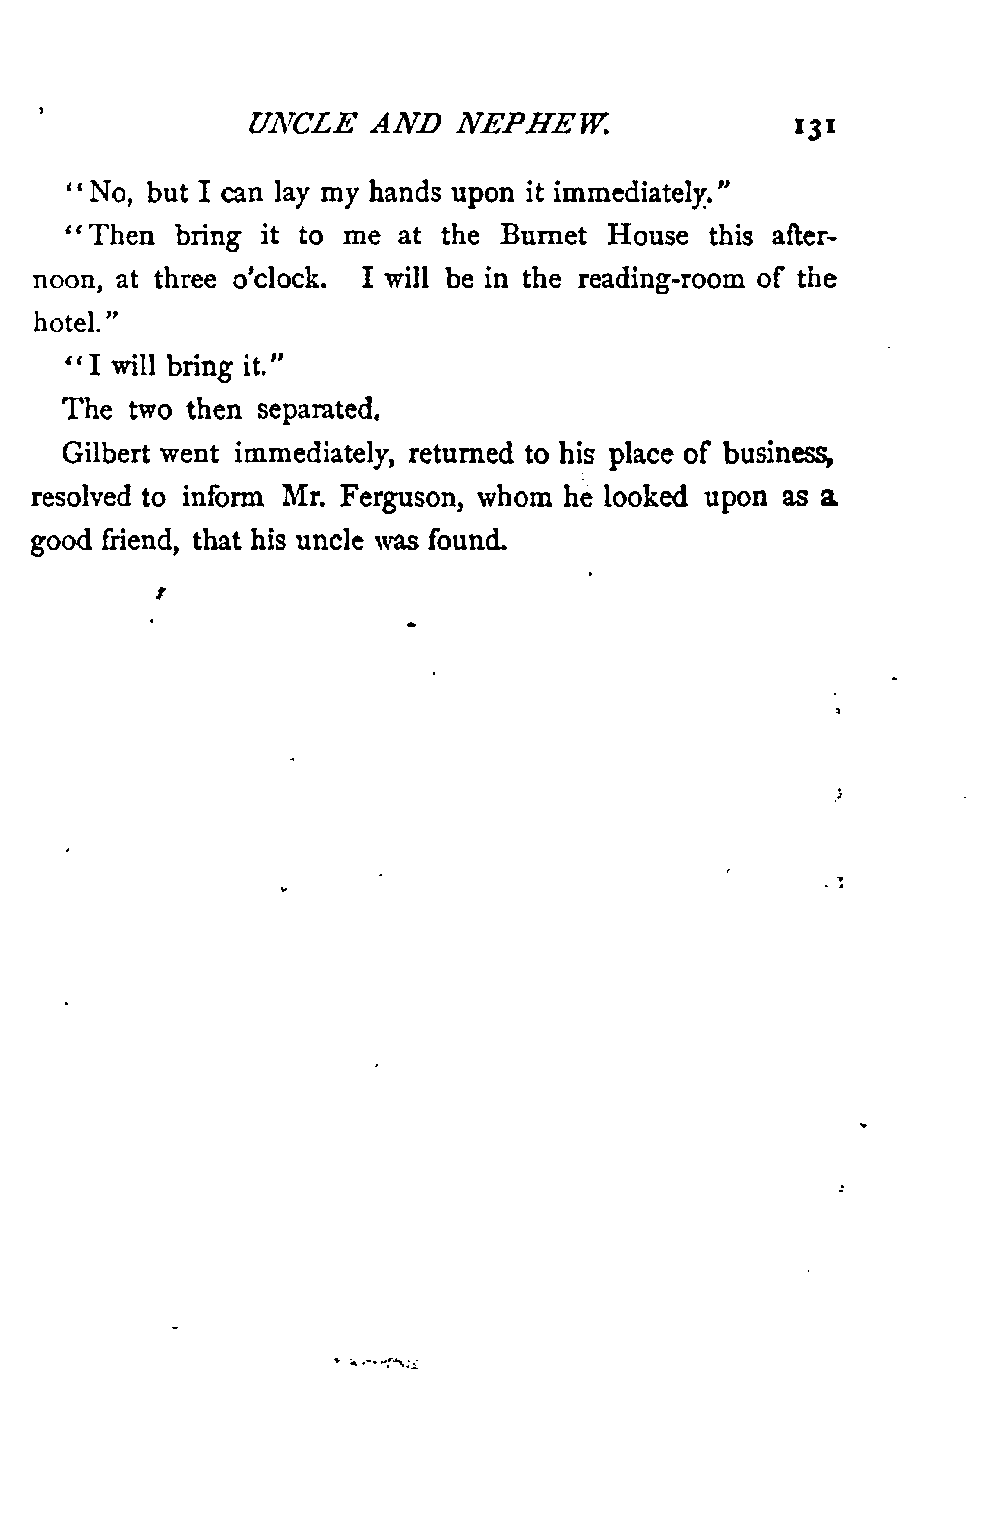 UNCLE AND NEPHEW. 131
"No, but I can lay my hands upon it immediately."
"Then bring it to me at the Burnet House this after-
noon, at three o'clock. I will be in the reading-room of the
hotel."
"I will bring it."
The two then separated.
Gilbert went immediately, returned to his place of business,
resolved to inform Mr. Ferguson, whom he looked upon as a
good friend, that his uncle was found.